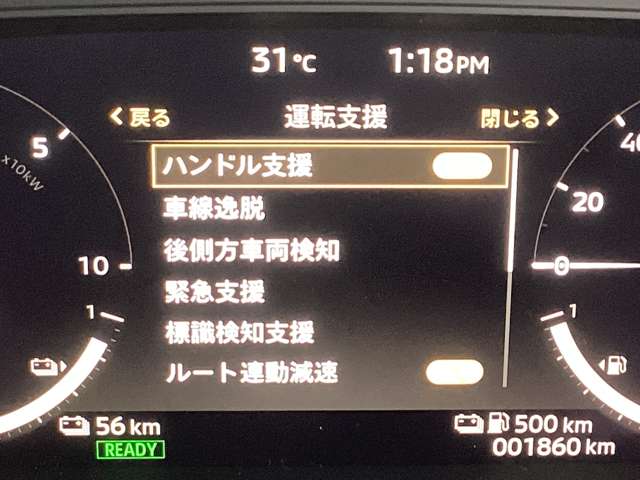 31℃ 1:18PM
戻る 運転支援 閉じる
ハンドル支援
車線逸脱
後側方車両検知
緊急支援
標識検知支援
ルート連動減速
5
x10kW
10
1
40
20
0
1
56 km
READY
500 km
001860 km